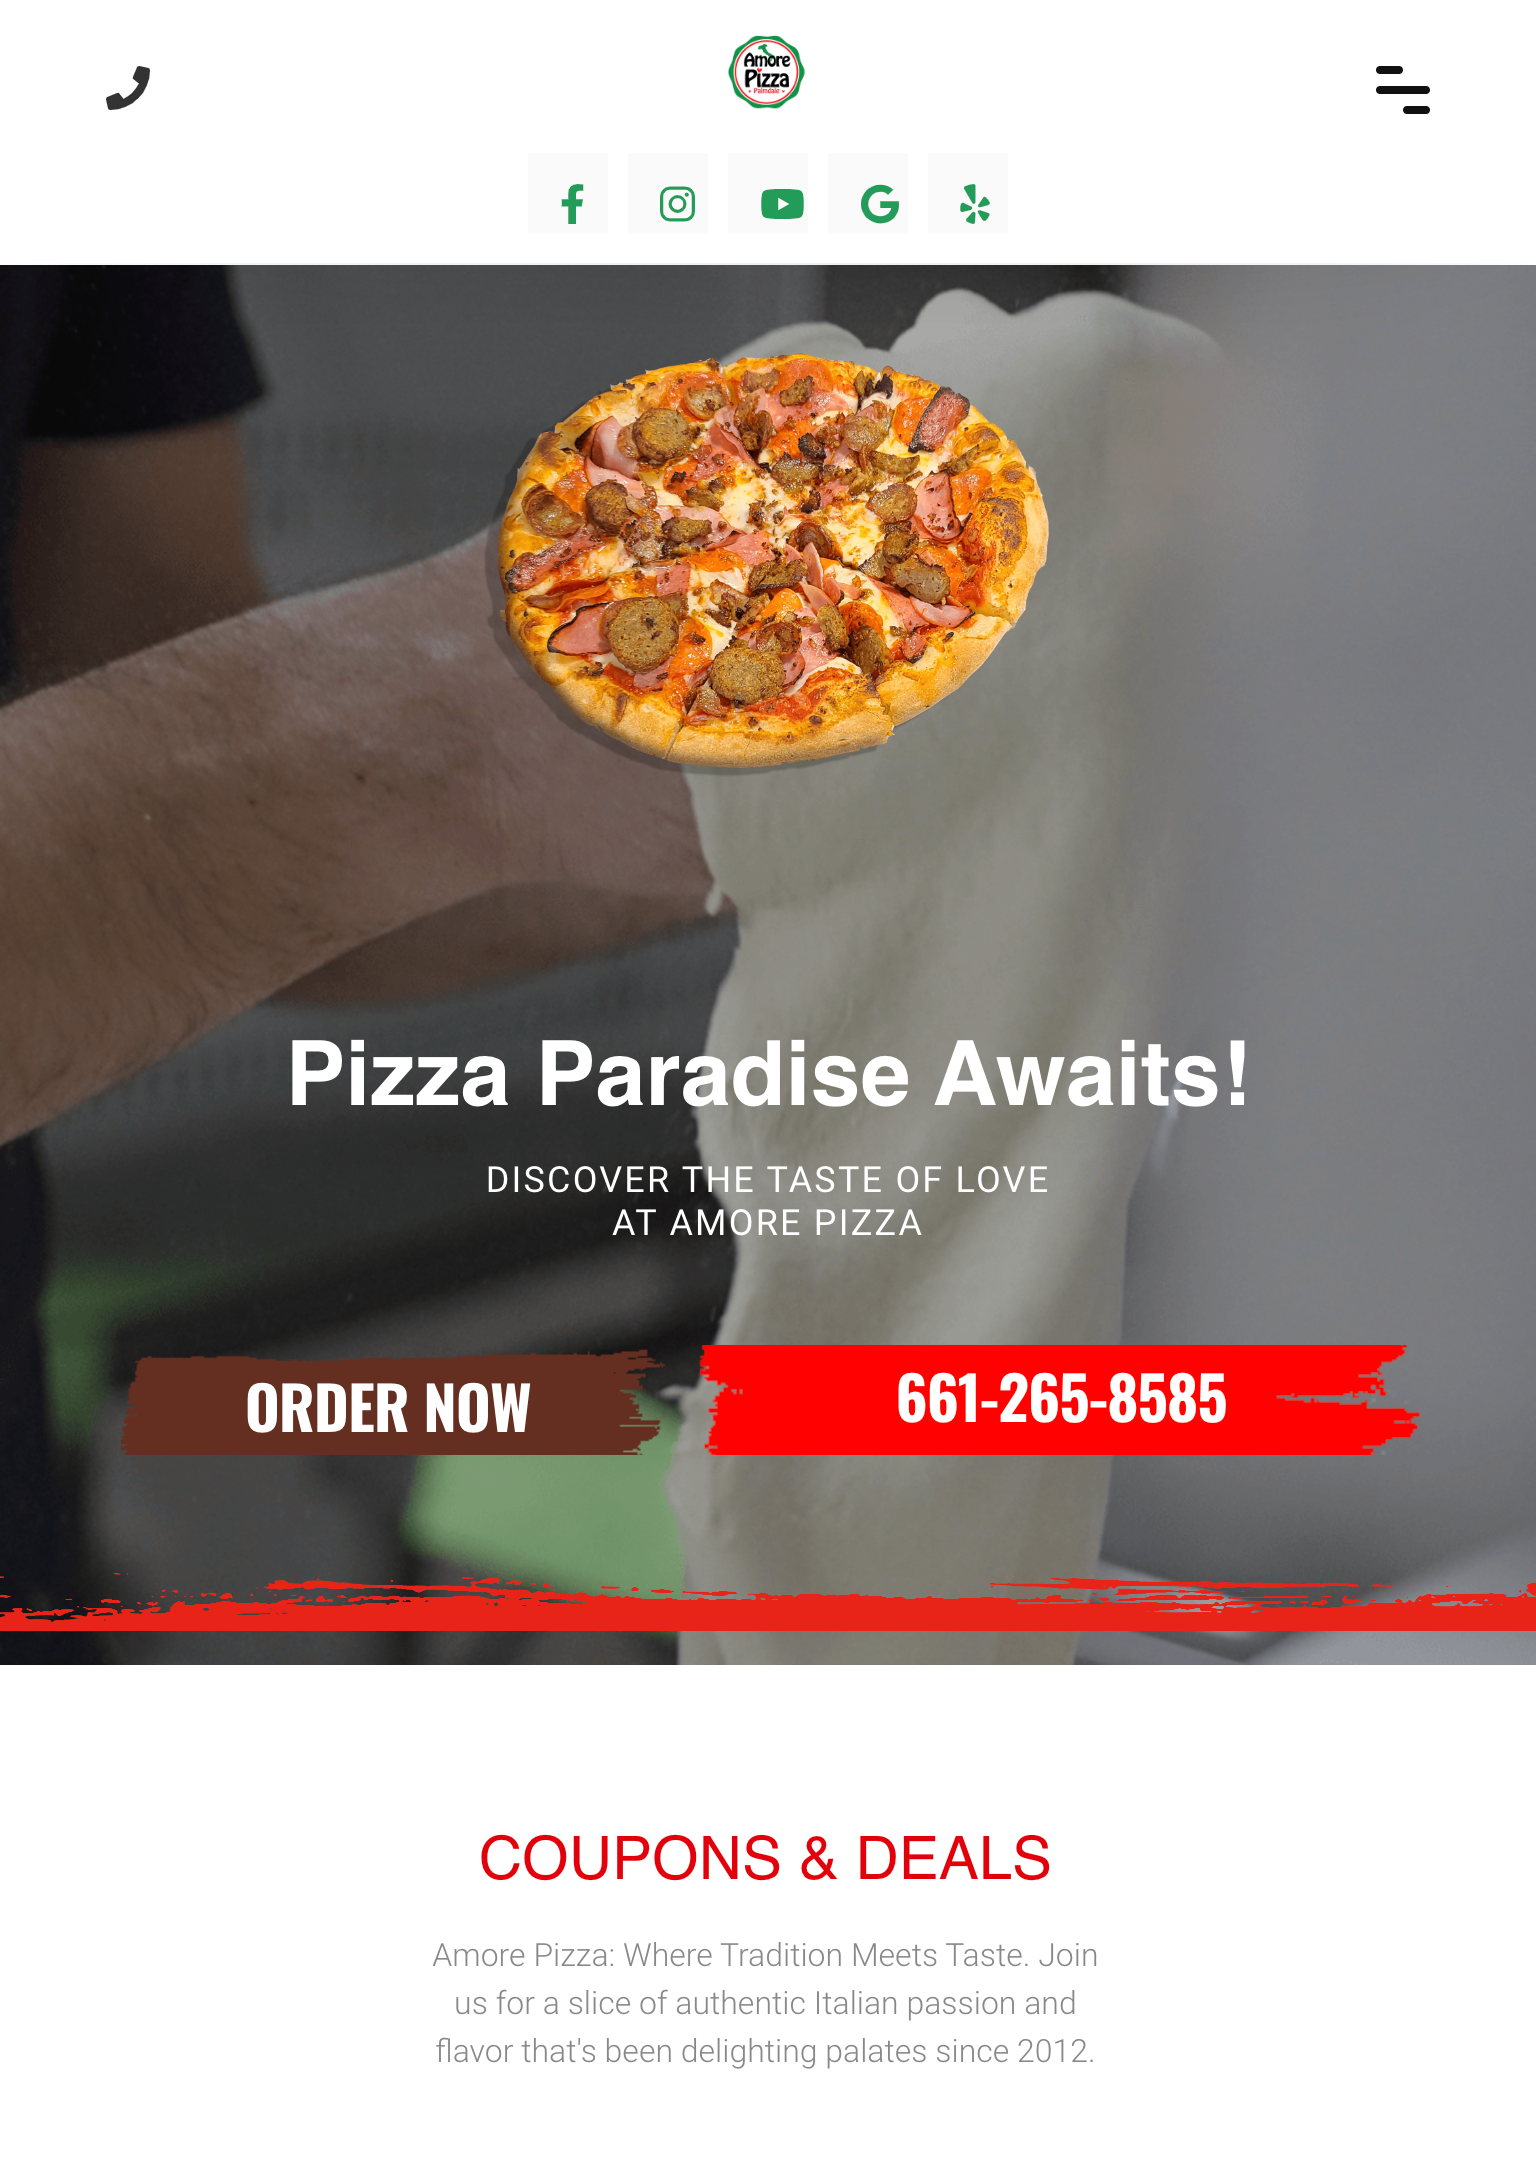 Amore
Pizza
Palmdale
Pizza Paradise Awaits!
DISCOVER THE TASTE OF LOVE
AT AMORE PIZZA
ORDER NOW
661-265-8585
COUPONS & DEALS
Amore Pizza: Where Tradition Meets Taste. Join
us for a slice of authentic Italian passion and
flavor that's been delighting palates since 2012.